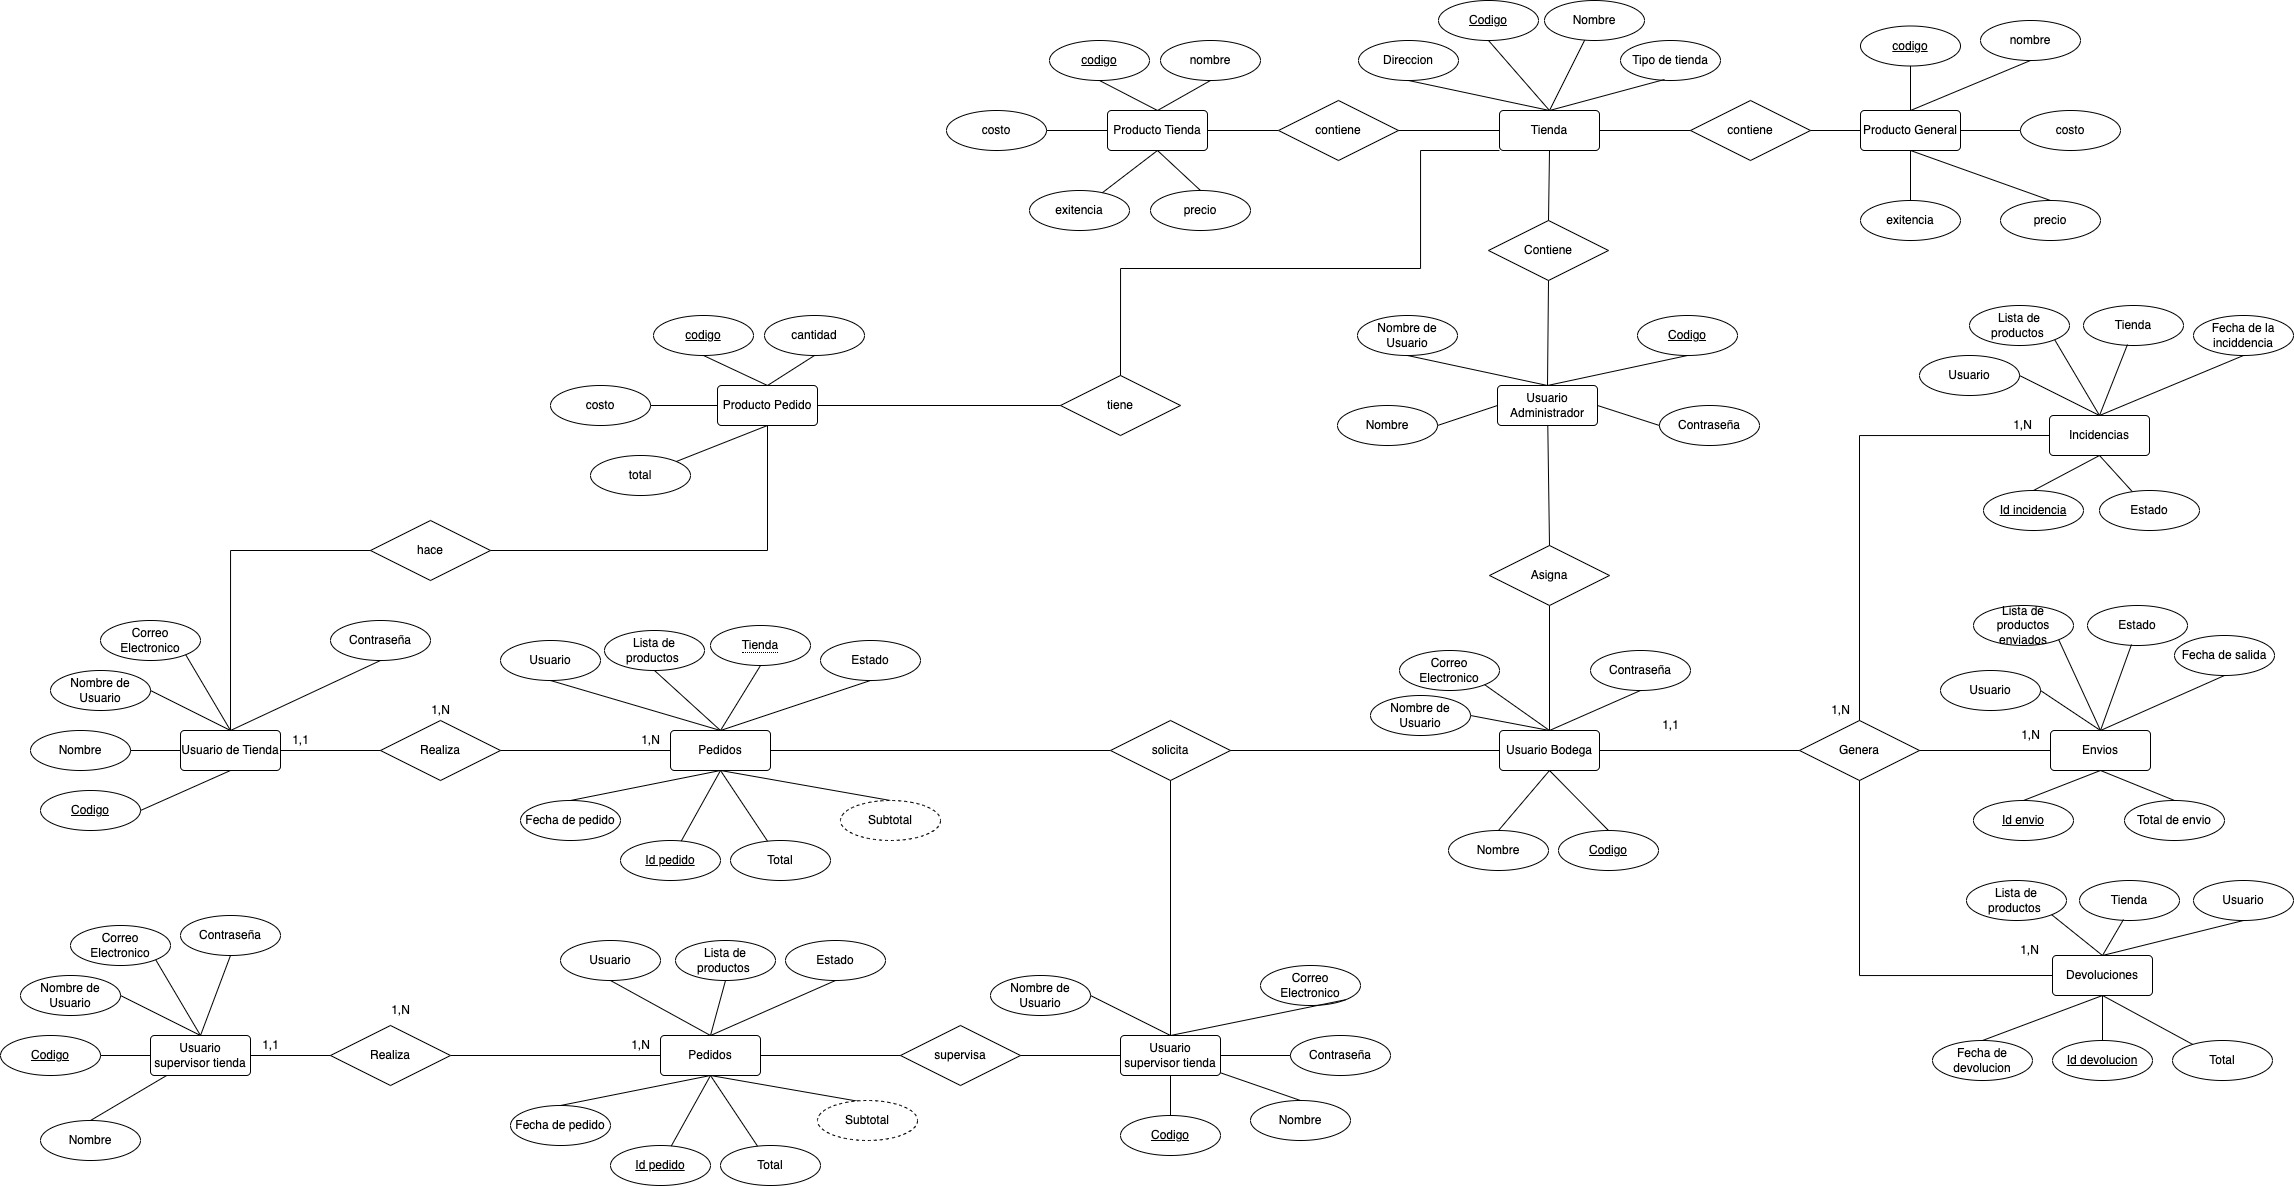 Codigo
Nombre
Direccion
Tipo de tienda
codigo
nombre
codigo
nombre
costo
Producto Tienda
contiene
Tienda
contiene
Producto General
costo
exitencia
precio
exitencia
precio
Contiene
codigo
cantidad
Nombre de
Usuario
Codigo
Lista de
productos
Tienda
Fecha de la
inciddencia
Usuario
costo
Producto Pedido
tiene
Usuario
Administrador
Nombre
Contraseña
1,N
Incidencias
total
Id incidencia
Estado
hace
Asigna
Correo
Electronico
Contraseña
Usuario
Lista de
productos
Tienda
Estado
Nombre de
Usuario
Correo
Electronico
Contraseña
Nombre de
Usuario
Lista de
productos
enviados
Estado
Fecha de salida
Usuario
1,N
1,N
Nombre
Usuario de Tienda
1,1
Realiza
1,N
Pedidos
solicita
Usuario Bodega
1,1
Genera
1,N
Envios
Codigo
Fecha de pedido
Subtotal
Id pedido
Total
Nombre
Codigo
Id envio
Total de envio
Lista de
productos
Tienda
Usuario
Correo
Electronico
Contraseña
Usuario
Lista de
productos
Estado
1,N
Devoluciones
Nombre de
Usuario
1,N
Nombre de
Usuario
Correo
Electronico
Codigo
Usuario
supervisor tienda
1,1
Realiza
1,N
Pedidos
supervisa
Usuario
supervisor tienda
Contraseña
Fecha de
devolucion
Id devolucion
Total
Nombre
Fecha de pedido
Subtotal
Id pedido
Total
Codigo
Nombre